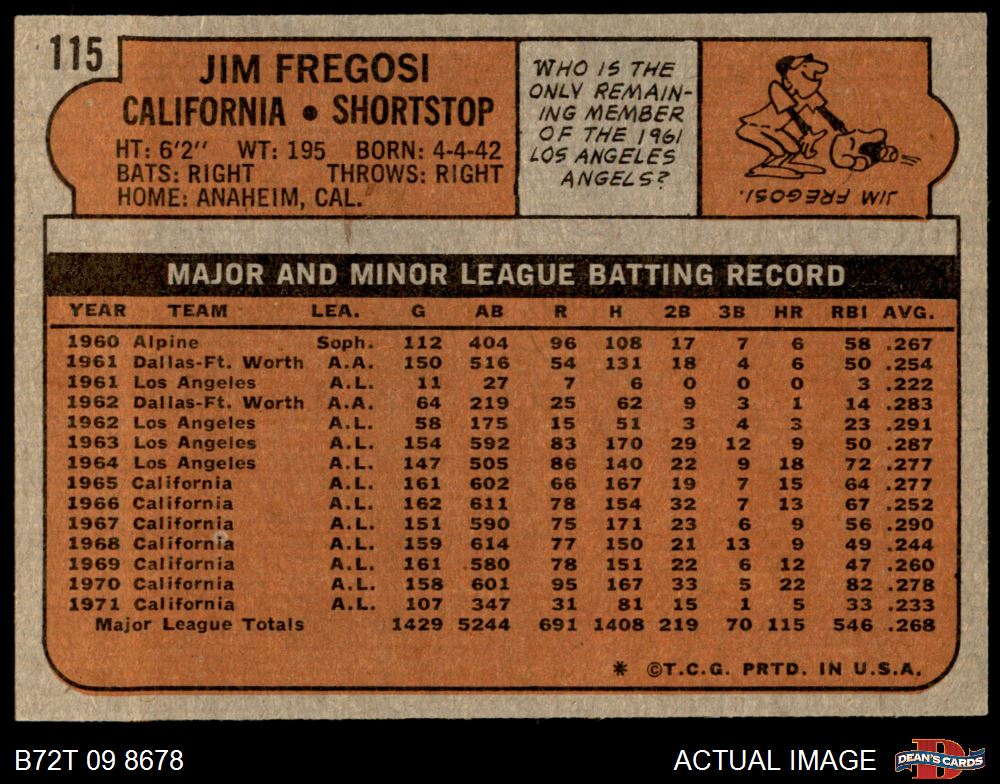 115
JIM FREGOSI
CALIFORNIA • SHORTSTOP
HT: 6'2" WT: 195 BORN: 4-4-42
BATS: RIGHT THROWS: RIGHT
HOME: ANAHEIM, CAL.
WHO IS THE
ONLY REMAIN-
ING MEMBER
OF THE 1961
LOS ANGELES
ANGELS?
JIM FREGOSI.
MAJOR AND MINOR LEAGUE BATTING RECORD
YEAR TEAM LEA. G AB R H 2B 3B HR RBI AVG.
1960 Alpine Soph. 112 404 96 108 17 7 6 58 .267
1961 Dallas-Ft. Worth A.A. 150 516 54 131 18 4 6 50 .254
1961 Los Angeles A.L. 11 27 7 6 0 0 0 3 .222
1962 Dallas-Ft. Worth A.A. 64 219 25 62 9 3 1 14 .283
1962 Los Angeles A.L. 58 175 15 51 3 4 3 23 .291
1963 Los Angeles A.L. 154 592 83 170 29 12 9 50 .287
1964 Los Angeles A.L. 147 505 86 140 22 9 18 72 .277
1965 California A.L. 161 602 66 167 19 7 15 64 .277
1966 California A.L. 162 611 78 154 32 7 13 67 .252
1967 California A.L. 151 590 75 171 23 6 9 56 .290
1968 California A.L. 159 614 77 150 21 13 9 49 .244
1969 California A.L. 161 580 78 151 22 6 12 47 .260
1970 California A.L. 158 601 95 167 33 5 22 82 .278
1971 California A.L. 107 347 31 81 15 1 5 33 .233
Major League Totals 1429 5244 691 1408 219 70 115 546 .268
* ©T.C.G. PRTD. IN U.S.A.
B72T 09 8678
ACTUAL IMAGE
D
DEAN'S CARDS